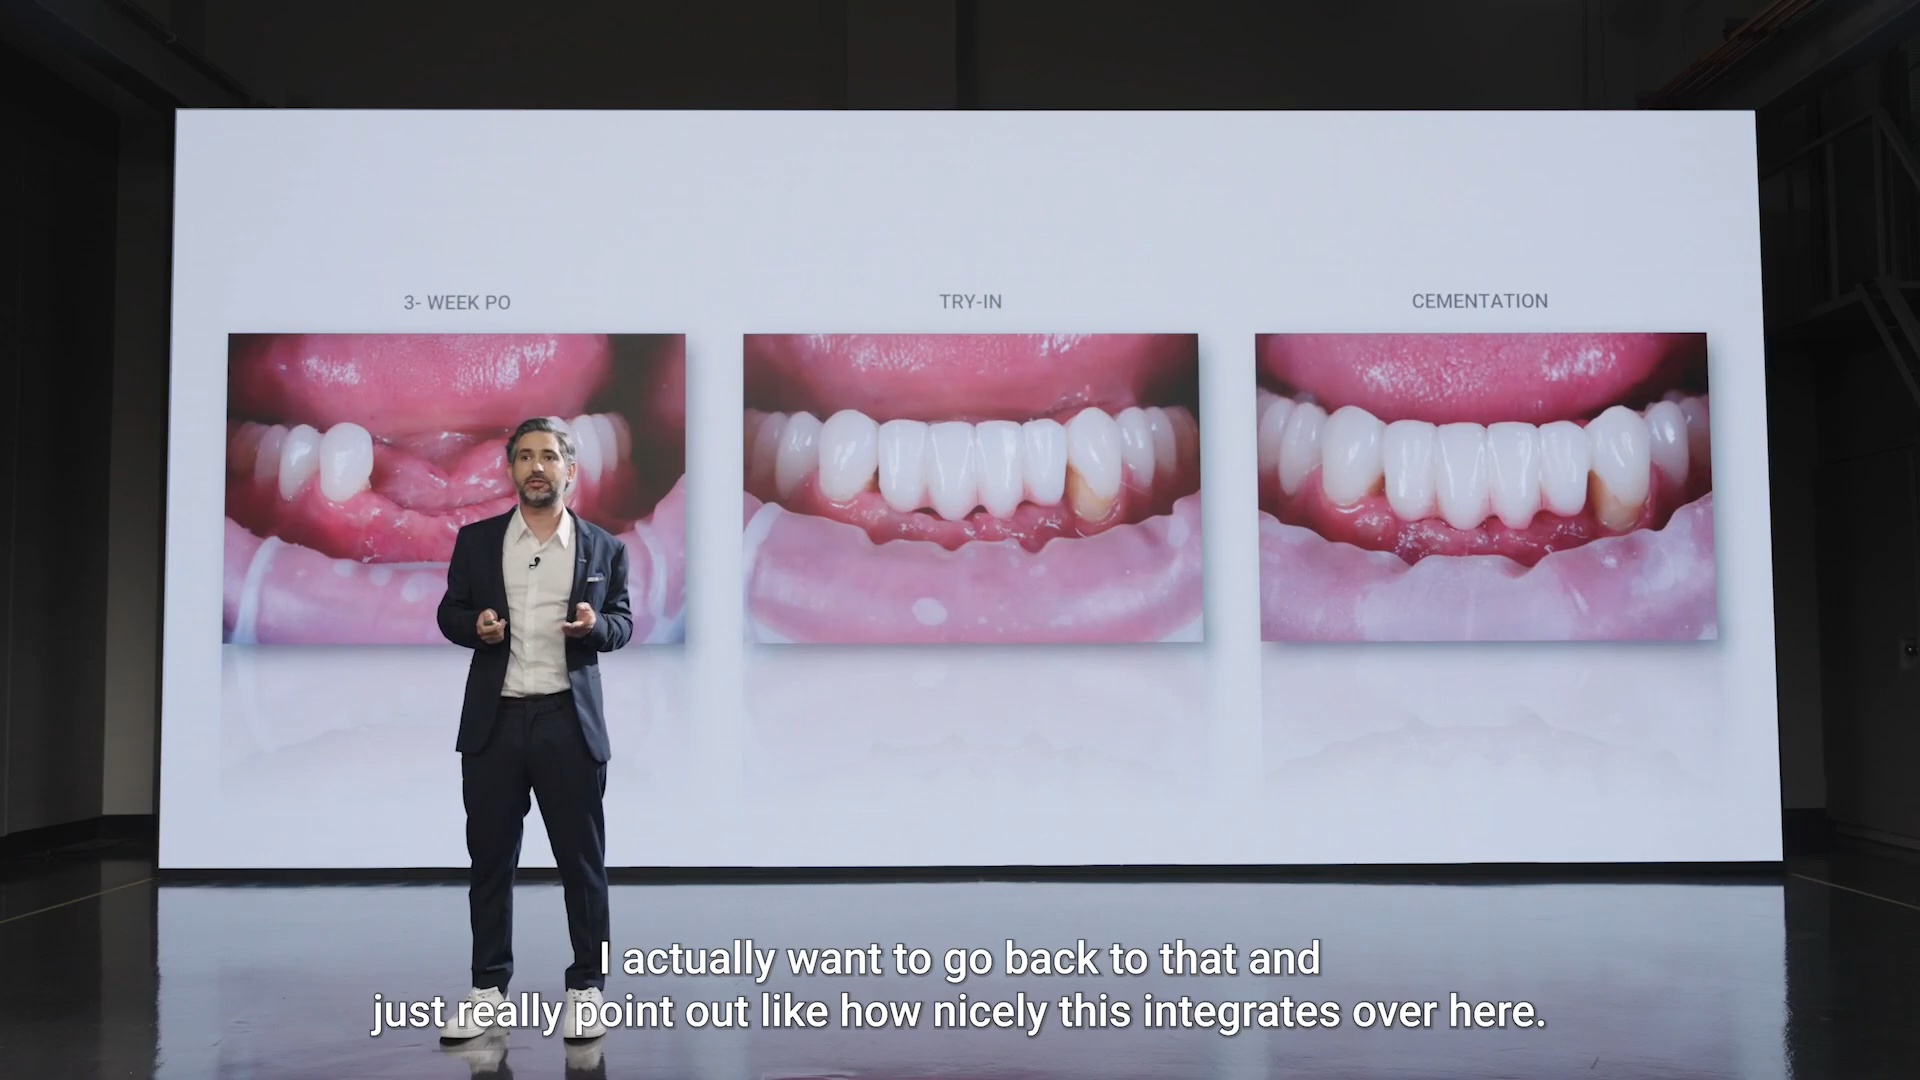 3- WEEK PO
TRY-IN
CEMENTATION
I actually want to go back to that and
just really point out like how nicely this integrates over here.